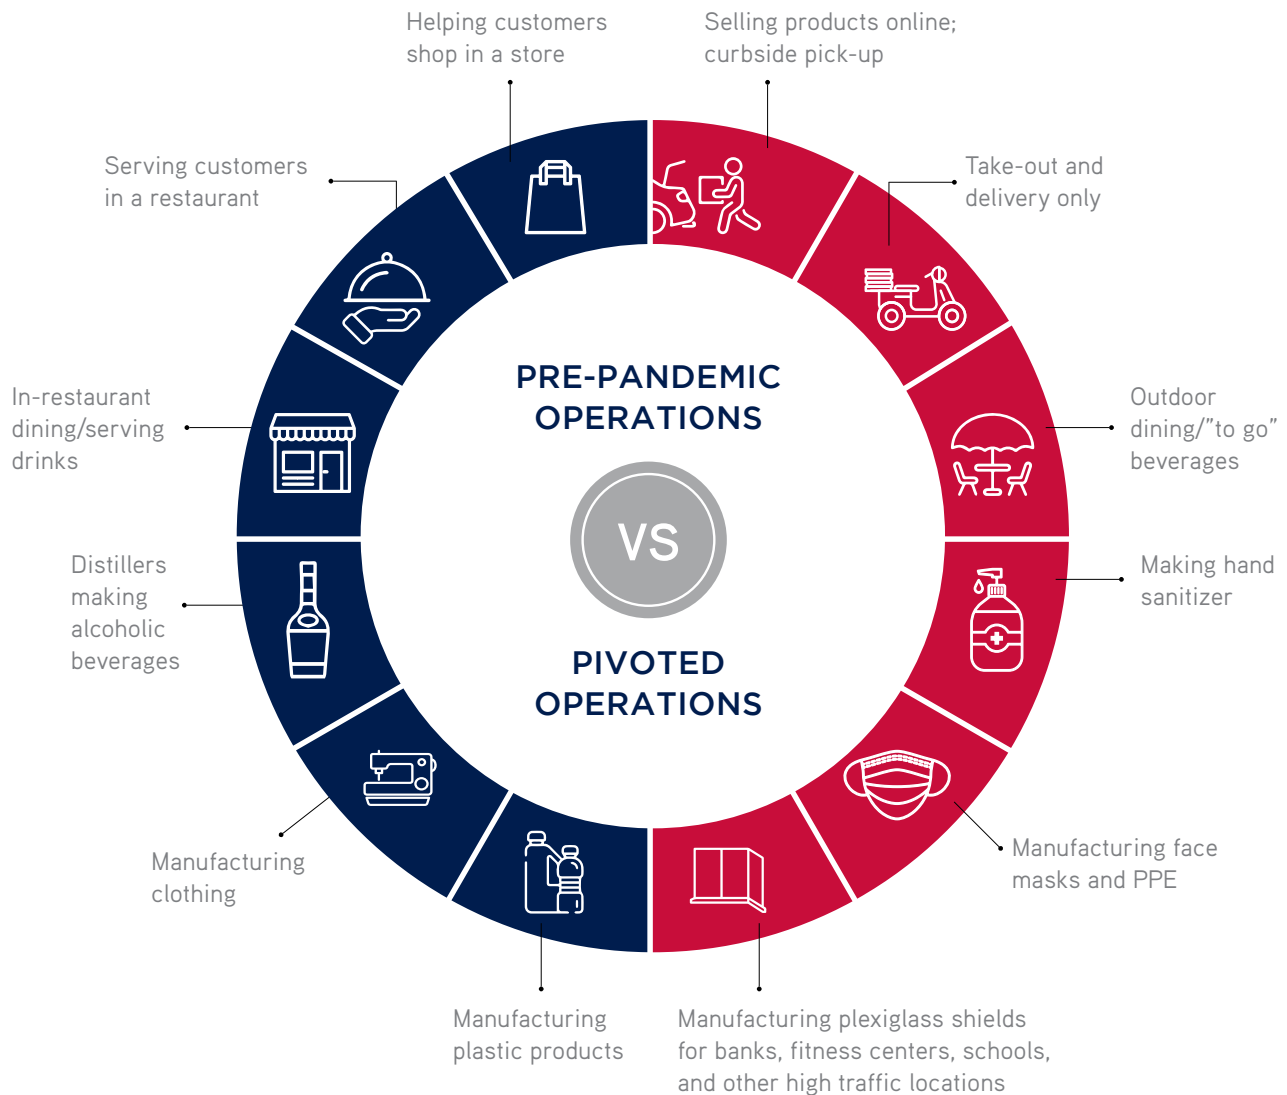 Helping customers
shop in a store
Selling products online;
curbside pick-up
Serving customers
in a restaurant
Take-out and
delivery only
In-restaurant
dining/serving
drinks
PRE-PANDEMIC
OPERATIONS
Outdoor
dining/”to go”
beverages
VS
Distillers
making
alcoholic
beverages
Making hand
sanitizer
PIVOTED
OPERATIONS
Manufacturing
clothing
Manufacturing face
masks and PPE
Manufacturing
plastic products
Manufacturing plexiglass shields
for banks, fitness centers, schools,
and other high traffic locations